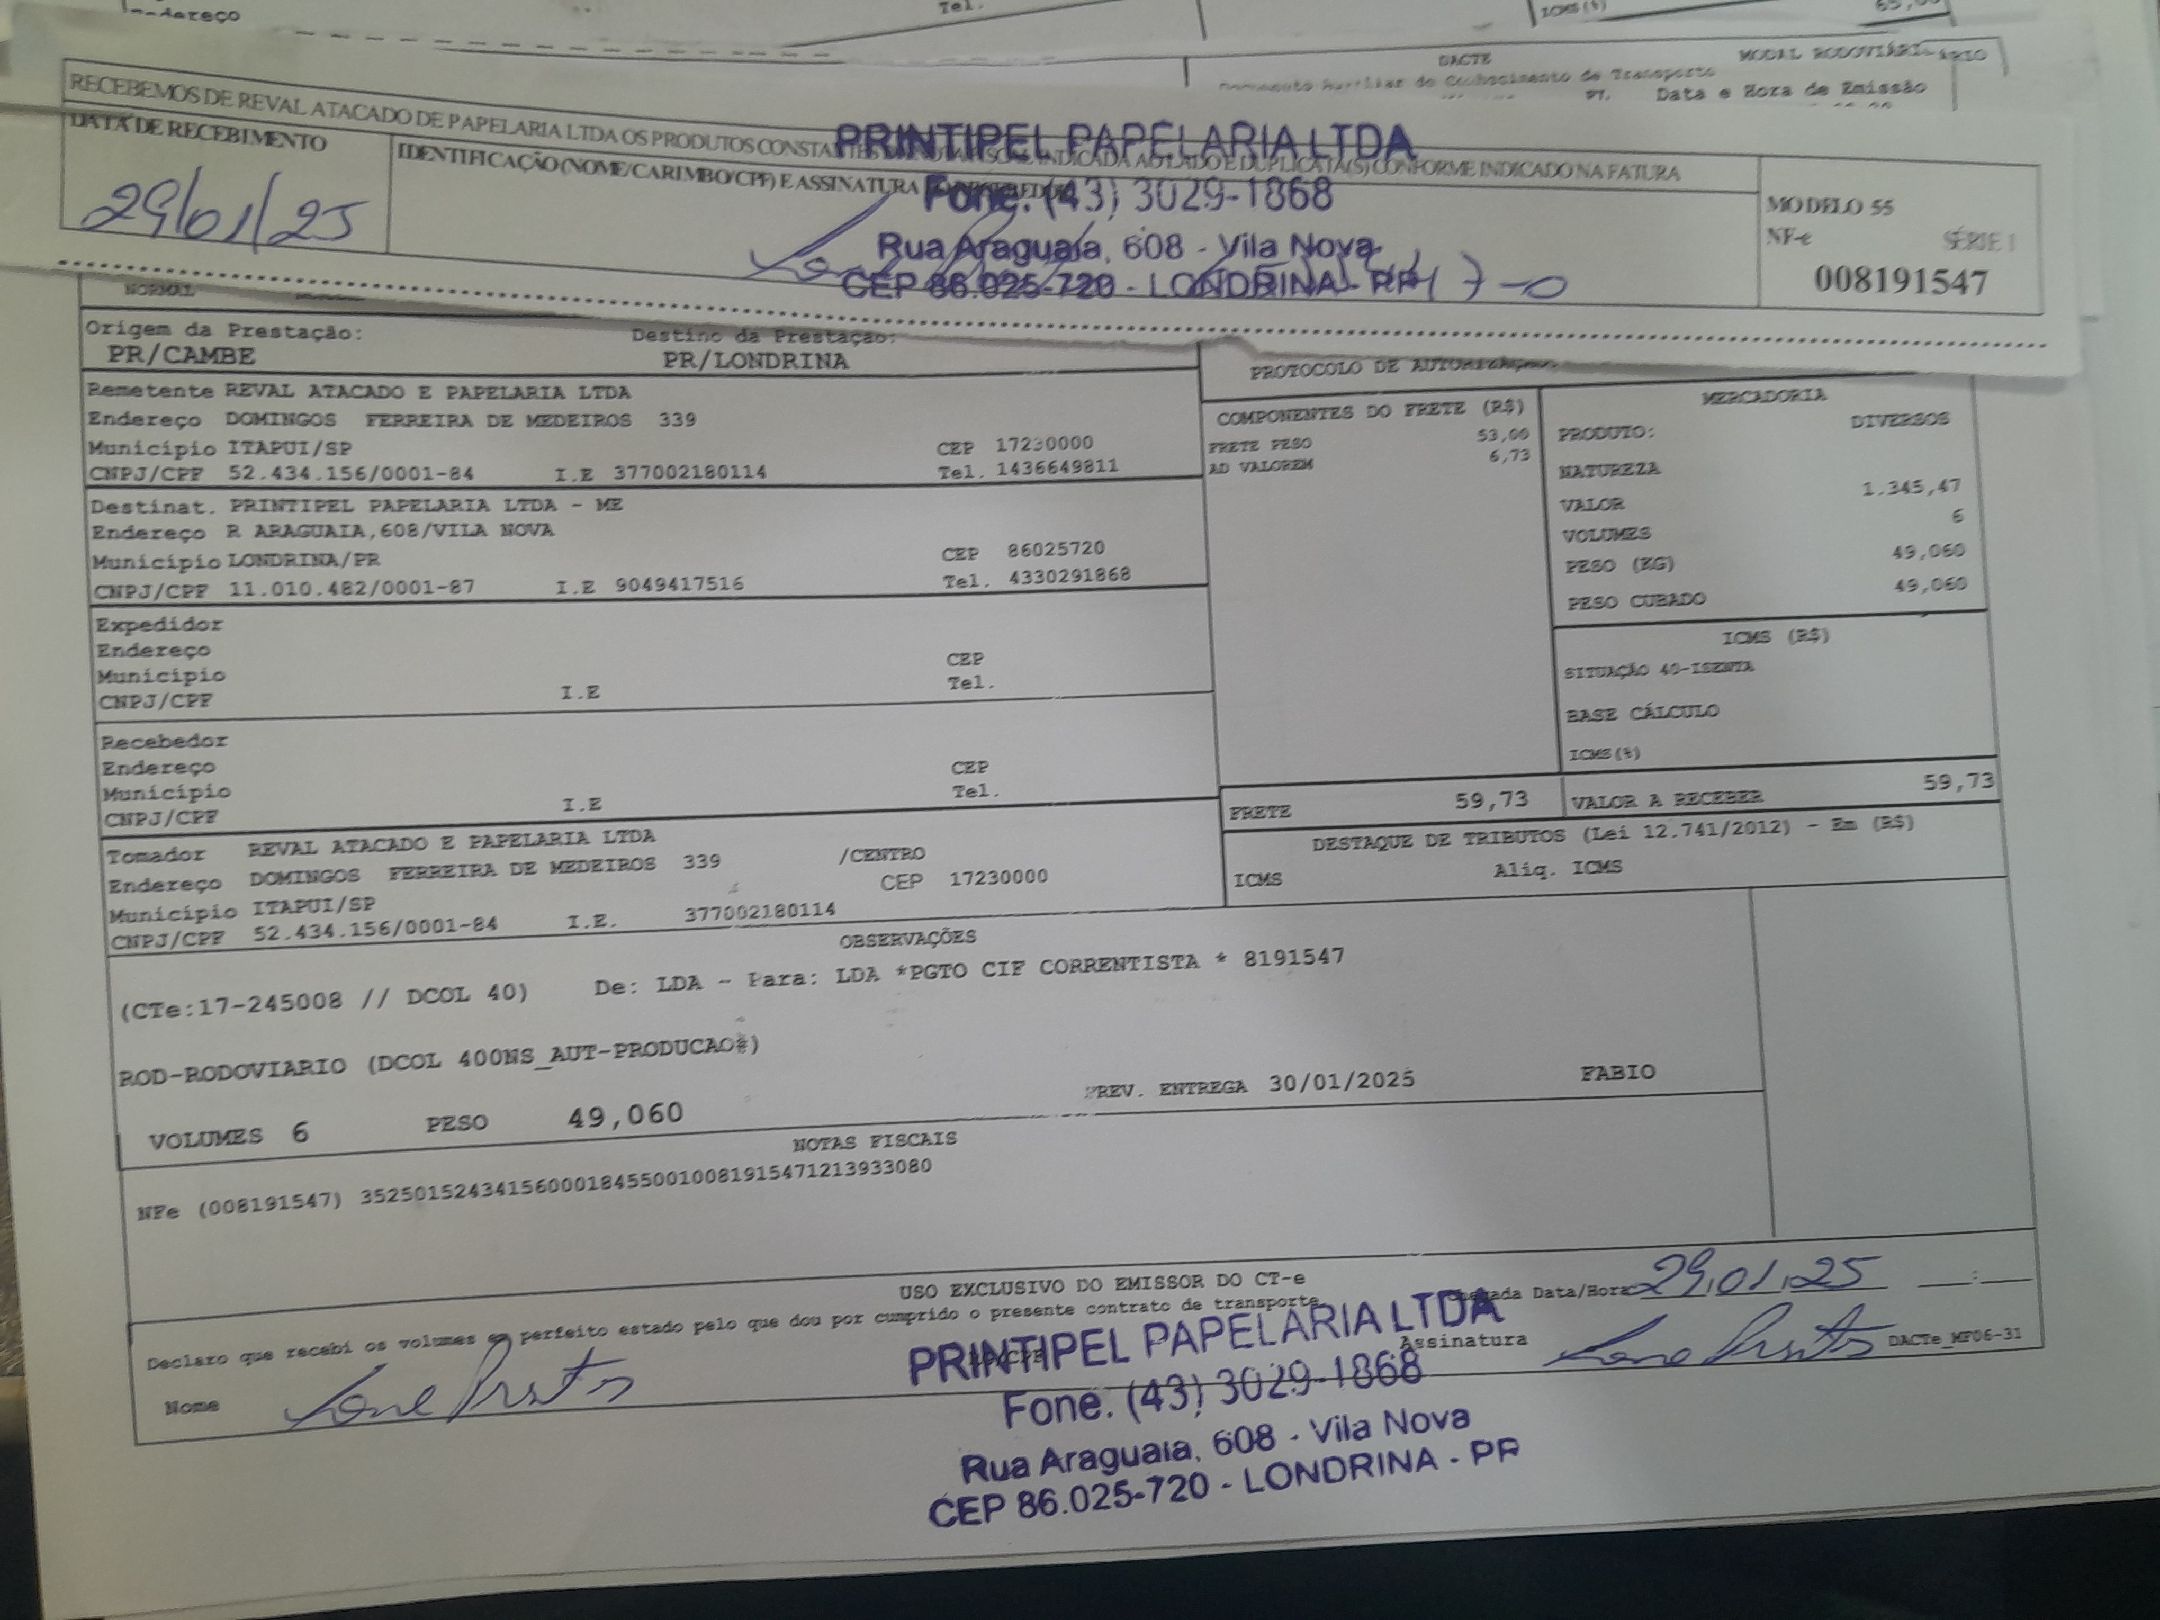 Endereço
Tel.
ICMS(%)
DACTE
MODAL RODOVIÁRIO
Data e Hora de Emissão
RECEBEMOS DE REVAL ATACADO DE PAPELARIA LTDA OS PRODUTOS CONSTANTES DA NOTA FISCAL INDICADA AO LADO E DUPLICATA(S) CONFORME INDICADO NA FATURA
DATA DE RECEBIMENTO
29/01/25
IDENTIFICAÇÃO (NOME/CARIMBO/CPF) E ASSINATURA
PRINTIPEL PAPELARIA LTDA
Fone: (43) 3029-1868
Rua Araguaia, 608 - Vila Nova
CEP 86.025-720 - LONDRINA - PR
MODELO 55
NF-e SÉRIE 1
008191547
NORMAL
Origem da Prestação: Destino da Prestação:
PR/CAMBE PR/LONDRINA
PROTOCOLO DE
Remetente REVAL ATACADO E PAPELARIA LTDA
Endereço DOMINGOS FERREIRA DE MEDEIROS 339
Município ITAPUI/SP CEP 17230000
CNPJ/CPF 52.434.156/0001-84 I.E 377002180114 Tel. 1436649811
Destinat. PRINTIPEL PAPELARIA LTDA - ME
Endereço R ARAGUAIA,608/VILA NOVA
Município LONDRINA/PR CEP 86025720
CNPJ/CPF 11.010.482/0001-87 I.E 9049417516 Tel. 4330291868
Expedidor
Endereço
Município CEP
CNPJ/CPF I.E Tel.
Recebedor
Endereço CEP
Município Tel.
CNPJ/CPF I.E
Tomador REVAL ATACADO E PAPELARIA LTDA
Endereço DOMINGOS FERREIRA DE MEDEIROS 339 /CENTRO
Município ITAPUI/SP CEP 17230000
CNPJ/CPF 52.434.156/0001-84 I.E. 377002180114
COMPONENTES DO FRETE (R$)
FRETE PESO 53,00
AD VALOREM 6,73
MERCADORIA
PRODUTO: DIVERSOS
NATUREZA
VALOR 1.345,47
VOLUMES 6
PESO (KG) 49,060
PESO CUBADO 49,060
ICMS (R$)
SITUAÇÃO 40-ISENTA
BASE CÁLCULO
ICMS(%)
FRETE 59,73 VALOR A RECEBER 59,73
DESTAQUE DE TRIBUTOS (Lei 12.741/2012) - Em (R$)
ICMS Aliq. ICMS
OBSERVAÇÕES
(CTe:17-245008 // DCOL 40) De: LDA - Para: LDA *PGTO CIF CORRENTISTA * 8191547
ROD-RODOVIARIO (DCOL 400NS_AUT-PRODUCAO#)
PREV. ENTREGA 30/01/2025 FABIO
VOLUMES 6 PESO 49,060
NOTAS FISCAIS
NFe (008191547) 35250152434156000184550010081915471213933080
USO EXCLUSIVO DO EMISSOR DO CT-e
Declaro que recebi os volumes em perfeito estado pelo que dou por cumprido o presente contrato de transporte
Chegada Data/Hora 29.01.25 :
Nome
Assinatura
DACTe_MF06-31
PRINTIPEL PAPELARIA LTDA
Fone: (43) 3029-1868
Rua Araguaia, 608 - Vila Nova
CEP 86.025-720 - LONDRINA - PR